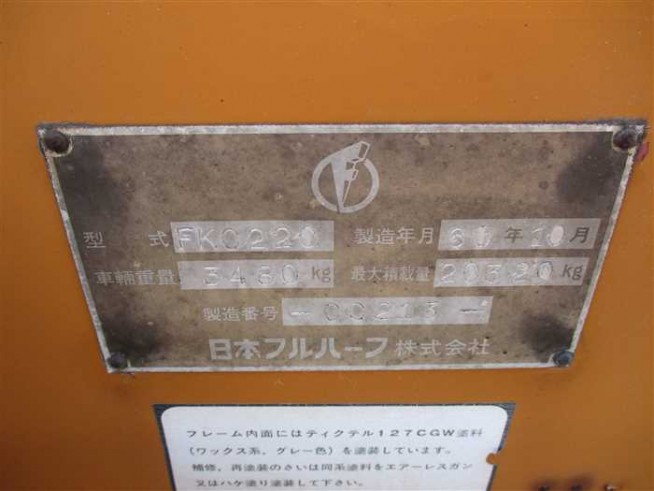 型式 FKC220 製造年月 60年10月
車輛重量 3480kg 最大積載量 20320kg
製造番号 -00213-
日本フルハーフ株式会社
フレーム内面にはティクテル127CGW塗料
(ワックス系, グレー色)を塗装しています。
補修, 再塗装のさいは同系塗料をエアーレスガン
又はハケ塗り塗装して下さい。